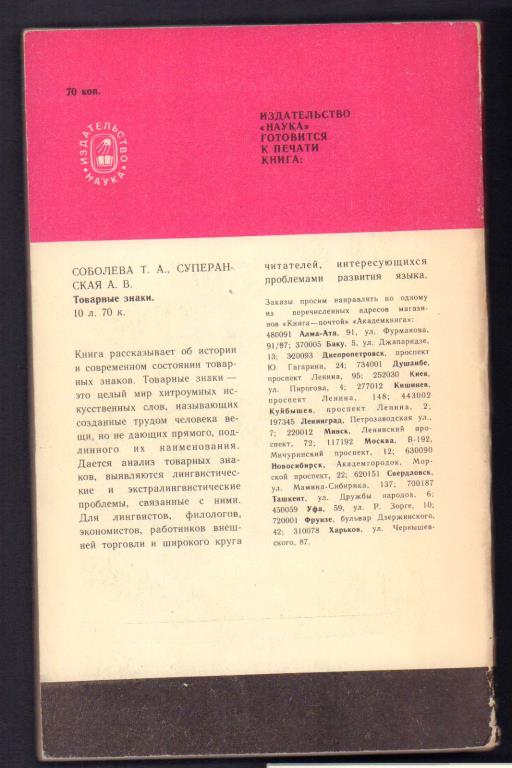 70 коп.
ИЗДАТЕЛЬСТВО
«НАУКА»
ГОТОВИТСЯ
К ПЕЧАТИ
КНИГА:
•ИЗДАТЕЛЬСТВО•
НАУКА
СОБОЛЕВА Т. А., СУПЕРАН-
СКАЯ А. В.
Товарные знаки.
10 л. 70 к.
Книга рассказывает об истории
и современном состоянии товар-
ных знаков. Товарные знаки —
это целый мир хитроумных ис-
кусственных слов, называющих
созданные трудом человека ве-
щи, но не дающих прямого, под-
линного их наименования.
Дается анализ товарных зна-
ков, выявляются лингвистичес-
кие и экстралингвистические
проблемы, связанные с ними.
Для лингвистов, филологов,
экономистов, работников внеш-
ней торговли и широкого круга
читателей, интересующихся
проблемами развития языка.
Заказы просим направлять по одному
из перечисленных адресов магази-
нов «Книга—почтой» «Академкнига»:
480091 Алма-Ата, 91, ул. Фурманова,
91/97; 370005 Баку, 5, ул. Джапаридзе,
13; 320093 Днепропетровск, проспект
Ю. Гагарина, 24; 734001 Душанбе,
проспект Ленина, 95; 252030 Киев,
ул. Пирогова, 4; 277012 Кишинев,
проспект Ленина, 148; 443002
Куйбышев, проспект Ленина, 2;
197345 Ленинград, Петрозаводская ул.,
7; 220012 Минск, Ленинский про-
спект, 72; 117192 Москва, В-192,
Мичуринский проспект, 12; 630090
Новосибирск, Академгородок, Мор-
ской проспект, 22; 620151 Свердловск,
ул. Мамина-Сибиряка, 137; 700187
Ташкент, ул. Дружбы народов, 6;
450059 Уфа, 59, ул. Р. Зорге, 10;
720001 Фрунзе, бульвар Дзержинского,
42; 310078 Харьков, ул. Чернышев-
ского, 87.